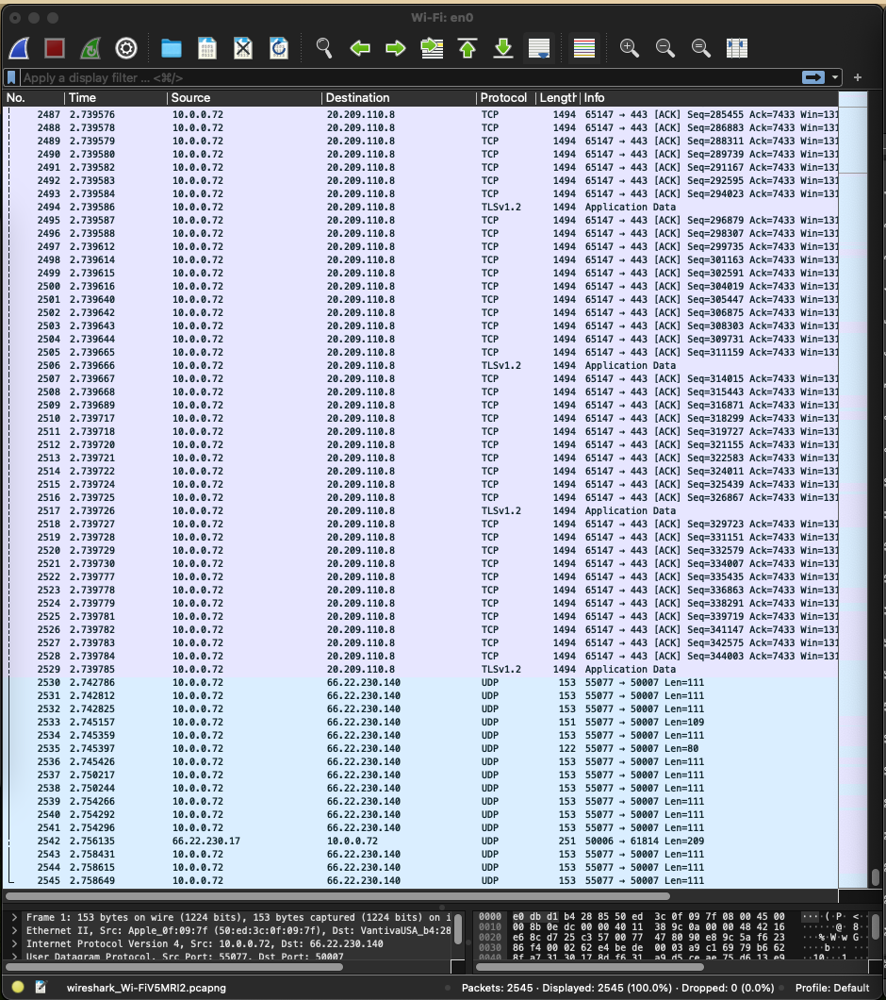 Wi-Fi: en0
Apply a display filter ... <⌘/>
No. Time Source Destination Protocol Length Info
2487 2.739576 10.0.0.72 20.209.110.8 TCP 1494 65147 → 443 [ACK] Seq=285455 Ack=7433 Win=131
2488 2.739578 10.0.0.72 20.209.110.8 TCP 1494 65147 → 443 [ACK] Seq=286883 Ack=7433 Win=131
2489 2.739579 10.0.0.72 20.209.110.8 TCP 1494 65147 → 443 [ACK] Seq=288311 Ack=7433 Win=131
2490 2.739580 10.0.0.72 20.209.110.8 TCP 1494 65147 → 443 [ACK] Seq=289739 Ack=7433 Win=131
2491 2.739582 10.0.0.72 20.209.110.8 TCP 1494 65147 → 443 [ACK] Seq=291167 Ack=7433 Win=131
2492 2.739583 10.0.0.72 20.209.110.8 TCP 1494 65147 → 443 [ACK] Seq=292595 Ack=7433 Win=131
2493 2.739584 10.0.0.72 20.209.110.8 TCP 1494 65147 → 443 [ACK] Seq=294023 Ack=7433 Win=131
2494 2.739586 10.0.0.72 20.209.110.8 TLSv1.2 1494 Application Data
2495 2.739587 10.0.0.72 20.209.110.8 TCP 1494 65147 → 443 [ACK] Seq=296879 Ack=7433 Win=131
2496 2.739588 10.0.0.72 20.209.110.8 TCP 1494 65147 → 443 [ACK] Seq=298307 Ack=7433 Win=131
2497 2.739612 10.0.0.72 20.209.110.8 TCP 1494 65147 → 443 [ACK] Seq=299735 Ack=7433 Win=131
2498 2.739614 10.0.0.72 20.209.110.8 TCP 1494 65147 → 443 [ACK] Seq=301163 Ack=7433 Win=131
2499 2.739615 10.0.0.72 20.209.110.8 TCP 1494 65147 → 443 [ACK] Seq=302591 Ack=7433 Win=131
2500 2.739616 10.0.0.72 20.209.110.8 TCP 1494 65147 → 443 [ACK] Seq=304019 Ack=7433 Win=131
2501 2.739640 10.0.0.72 20.209.110.8 TCP 1494 65147 → 443 [ACK] Seq=305447 Ack=7433 Win=131
2502 2.739642 10.0.0.72 20.209.110.8 TCP 1494 65147 → 443 [ACK] Seq=306875 Ack=7433 Win=131
2503 2.739643 10.0.0.72 20.209.110.8 TCP 1494 65147 → 443 [ACK] Seq=308303 Ack=7433 Win=131
2504 2.739644 10.0.0.72 20.209.110.8 TCP 1494 65147 → 443 [ACK] Seq=309731 Ack=7433 Win=131
2505 2.739665 10.0.0.72 20.209.110.8 TCP 1494 65147 → 443 [ACK] Seq=311159 Ack=7433 Win=131
2506 2.739666 10.0.0.72 20.209.110.8 TLSv1.2 1494 Application Data
2507 2.739667 10.0.0.72 20.209.110.8 TCP 1494 65147 → 443 [ACK] Seq=314015 Ack=7433 Win=131
2508 2.739668 10.0.0.72 20.209.110.8 TCP 1494 65147 → 443 [ACK] Seq=315443 Ack=7433 Win=131
2509 2.739689 10.0.0.72 20.209.110.8 TCP 1494 65147 → 443 [ACK] Seq=316871 Ack=7433 Win=131
2510 2.739717 10.0.0.72 20.209.110.8 TCP 1494 65147 → 443 [ACK] Seq=318299 Ack=7433 Win=131
2511 2.739718 10.0.0.72 20.209.110.8 TCP 1494 65147 → 443 [ACK] Seq=319727 Ack=7433 Win=131
2512 2.739720 10.0.0.72 20.209.110.8 TCP 1494 65147 → 443 [ACK] Seq=321155 Ack=7433 Win=131
2513 2.739721 10.0.0.72 20.209.110.8 TCP 1494 65147 → 443 [ACK] Seq=322583 Ack=7433 Win=131
2514 2.739722 10.0.0.72 20.209.110.8 TCP 1494 65147 → 443 [ACK] Seq=324011 Ack=7433 Win=131
2515 2.739724 10.0.0.72 20.209.110.8 TCP 1494 65147 → 443 [ACK] Seq=325439 Ack=7433 Win=131
2516 2.739725 10.0.0.72 20.209.110.8 TCP 1494 65147 → 443 [ACK] Seq=326867 Ack=7433 Win=131
2517 2.739726 10.0.0.72 20.209.110.8 TLSv1.2 1494 Application Data
2518 2.739727 10.0.0.72 20.209.110.8 TCP 1494 65147 → 443 [ACK] Seq=329723 Ack=7433 Win=131
2519 2.739728 10.0.0.72 20.209.110.8 TCP 1494 65147 → 443 [ACK] Seq=331151 Ack=7433 Win=131
2520 2.739729 10.0.0.72 20.209.110.8 TCP 1494 65147 → 443 [ACK] Seq=332579 Ack=7433 Win=131
2521 2.739730 10.0.0.72 20.209.110.8 TCP 1494 65147 → 443 [ACK] Seq=334007 Ack=7433 Win=131
2522 2.739777 10.0.0.72 20.209.110.8 TCP 1494 65147 → 443 [ACK] Seq=335435 Ack=7433 Win=131
2523 2.739778 10.0.0.72 20.209.110.8 TCP 1494 65147 → 443 [ACK] Seq=336863 Ack=7433 Win=131
2524 2.739779 10.0.0.72 20.209.110.8 TCP 1494 65147 → 443 [ACK] Seq=338291 Ack=7433 Win=131
2525 2.739781 10.0.0.72 20.209.110.8 TCP 1494 65147 → 443 [ACK] Seq=339719 Ack=7433 Win=131
2526 2.739782 10.0.0.72 20.209.110.8 TCP 1494 65147 → 443 [ACK] Seq=341147 Ack=7433 Win=131
2527 2.739783 10.0.0.72 20.209.110.8 TCP 1494 65147 → 443 [ACK] Seq=342575 Ack=7433 Win=131
2528 2.739784 10.0.0.72 20.209.110.8 TCP 1494 65147 → 443 [ACK] Seq=344003 Ack=7433 Win=131
2529 2.739785 10.0.0.72 20.209.110.8 TLSv1.2 1494 Application Data
2530 2.742786 10.0.0.72 66.22.230.140 UDP 153 55077 → 50007 Len=111
2531 2.742812 10.0.0.72 66.22.230.140 UDP 153 55077 → 50007 Len=111
2532 2.742825 10.0.0.72 66.22.230.140 UDP 153 55077 → 50007 Len=111
2533 2.745157 10.0.0.72 66.22.230.140 UDP 151 55077 → 50007 Len=109
2534 2.745359 10.0.0.72 66.22.230.140 UDP 153 55077 → 50007 Len=111
2535 2.745397 10.0.0.72 66.22.230.140 UDP 122 55077 → 50007 Len=80
2536 2.745426 10.0.0.72 66.22.230.140 UDP 153 55077 → 50007 Len=111
2537 2.750217 10.0.0.72 66.22.230.140 UDP 153 55077 → 50007 Len=111
2538 2.750244 10.0.0.72 66.22.230.140 UDP 153 55077 → 50007 Len=111
2539 2.754266 10.0.0.72 66.22.230.140 UDP 153 55077 → 50007 Len=111
2540 2.754292 10.0.0.72 66.22.230.140 UDP 153 55077 → 50007 Len=111
2541 2.754296 10.0.0.72 66.22.230.140 UDP 153 55077 → 50007 Len=111
2542 2.756135 66.22.230.17 10.0.0.72 UDP 251 50006 → 61814 Len=209
2543 2.758431 10.0.0.72 66.22.230.140 UDP 153 55077 → 50007 Len=111
2544 2.758615 10.0.0.72 66.22.230.140 UDP 153 55077 → 50007 Len=111
2545 2.758649 10.0.0.72 66.22.230.140 UDP 153 55077 → 50007 Len=111
Frame 1: 153 bytes on wire (1224 bits), 153 bytes captured (1224 bits) on i
Ethernet II, Src: Apple_0f:09:7f (50:ed:3c:0f:09:7f), Dst: VantivaUSA_b4:28
Internet Protocol Version 4, Src: 10.0.0.72, Dst: 66.22.230.140
User Datagram Protocol, Src Port: 55077, Dst Port: 50007
0000 e0 db d1 b4 28 85 50 ed 3c 0f 09 7f 08 00 45 00 ····(·P· <·
0010 00 8b 0e dc 00 00 40 11 38 9c 0a 00 00 48 42 16 ······@· 8·
0020 e6 8c d7 25 c3 57 00 77 47 80 90 e8 9c 5a f6 23 ···%·W·w G·
0030 86 f4 00 02 62 e4 be de 00 03 a9 c1 69 79 b6 62 ····b··· ··
0040 8f a7 31 30 17 8d f6 31 a9 d5 ce ae 75 d6 13 e9 ··10···1 ··
wireshark_Wi-FiV5MRI2.pcapng
Packets: 2545 · Displayed: 2545 (100.0%) · Dropped: 0 (0.0%)
Profile: Default